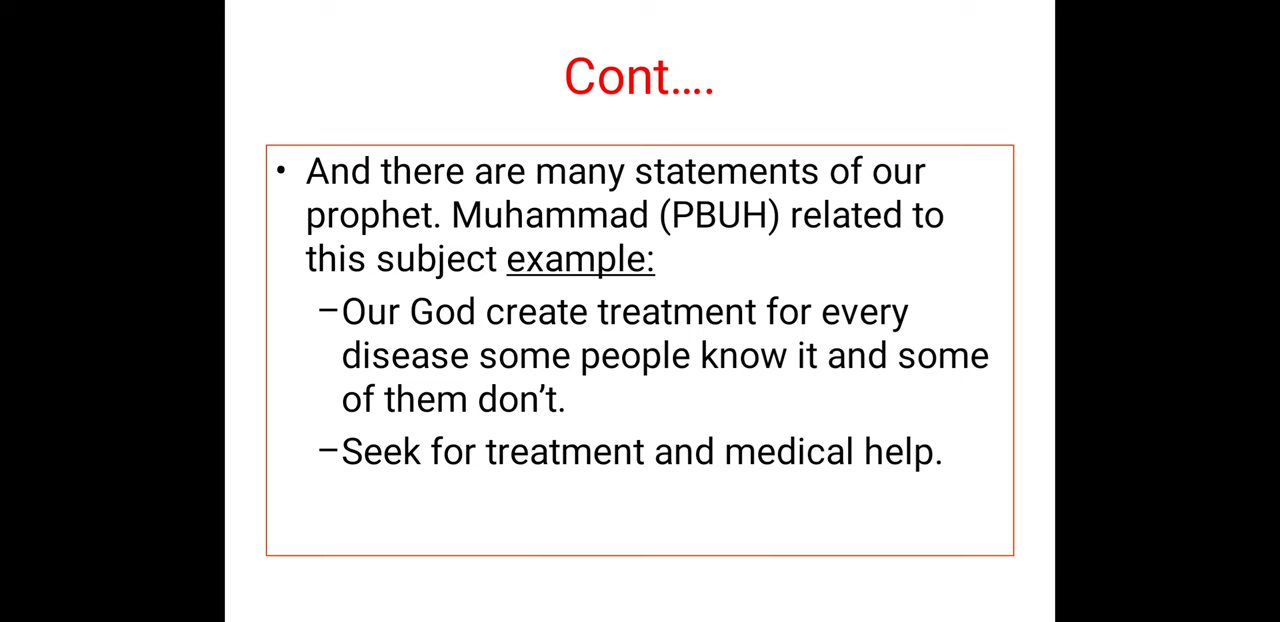 Cont....
• And there are many statements of our
prophet. Muhammad (PBUH) related to
this subject example:
–Our God create treatment for every
disease some people know it and some
of them don’t.
–Seek for treatment and medical help.